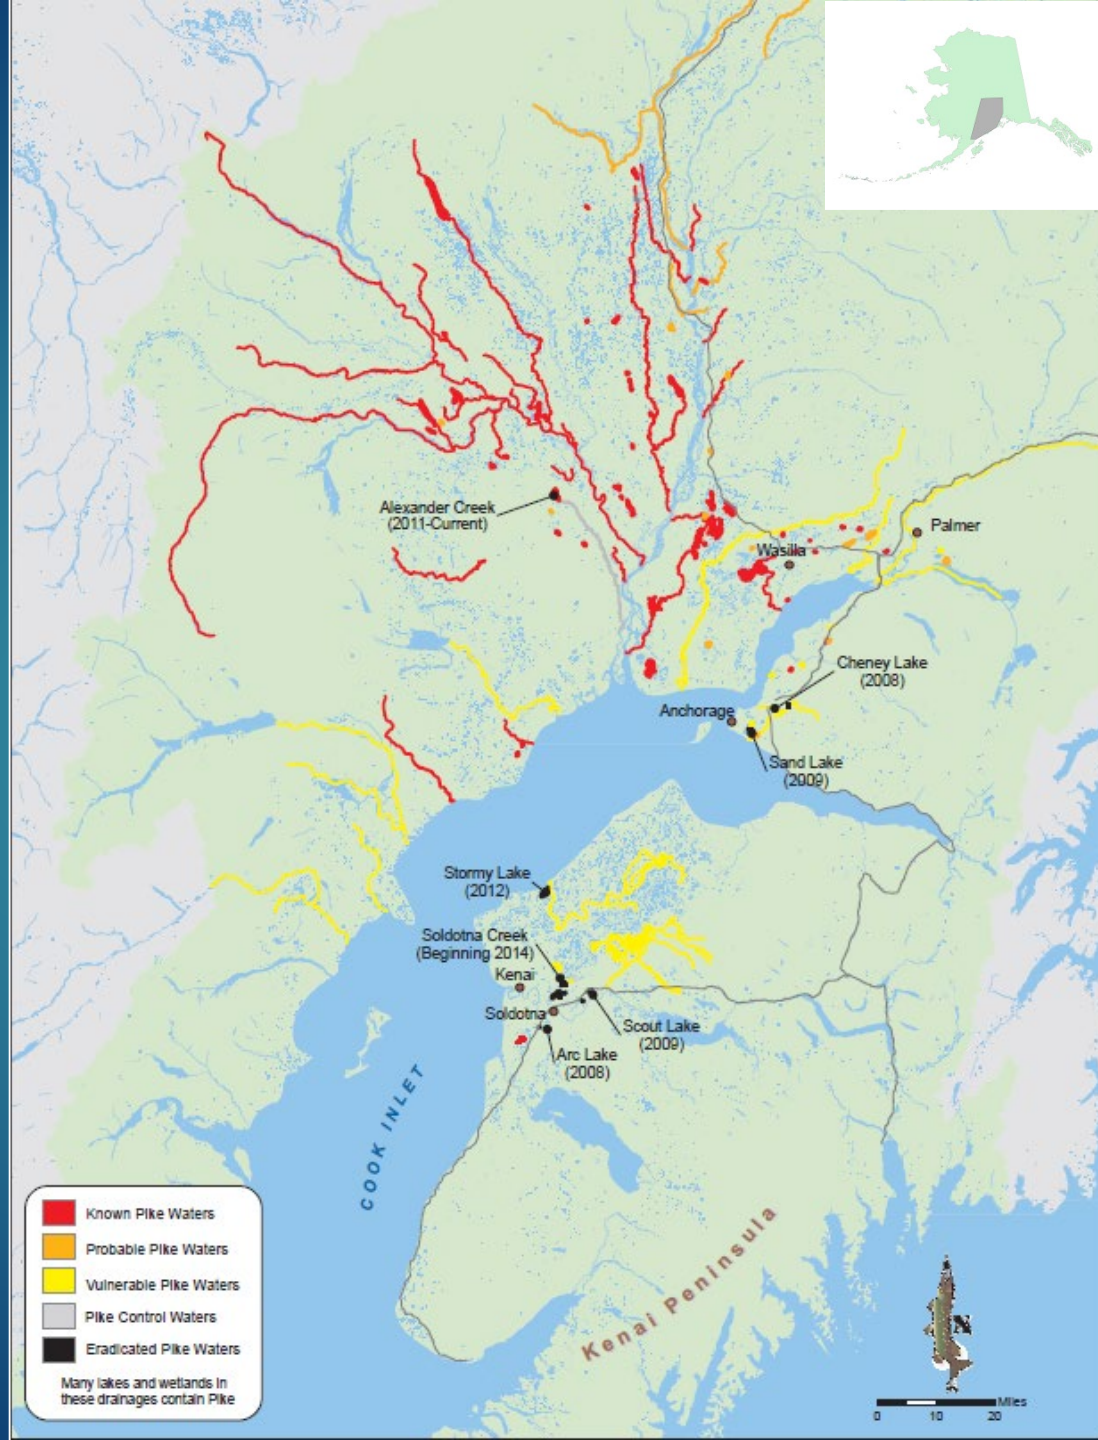 Alexander Creek
(2011-Current)
Palmer
Wasilla
Cheney Lake
(2008)
Anchorage
Sand Lake
(2009)
Stormy Lake
(2012)
Soldotna Creek
(Beginning 2014)
Kenai
Soldotna
Scout Lake
(2009)
Arc Lake
(2008)
COOK INLET
Kenai Peninsula
Known Pike Waters
Probable Pike Waters
Vulnerable Pike Waters
Pike Control Waters
Eradicated Pike Waters
Many lakes and wetlands in
these drainages contain Pike
N
Miles
0 10 20